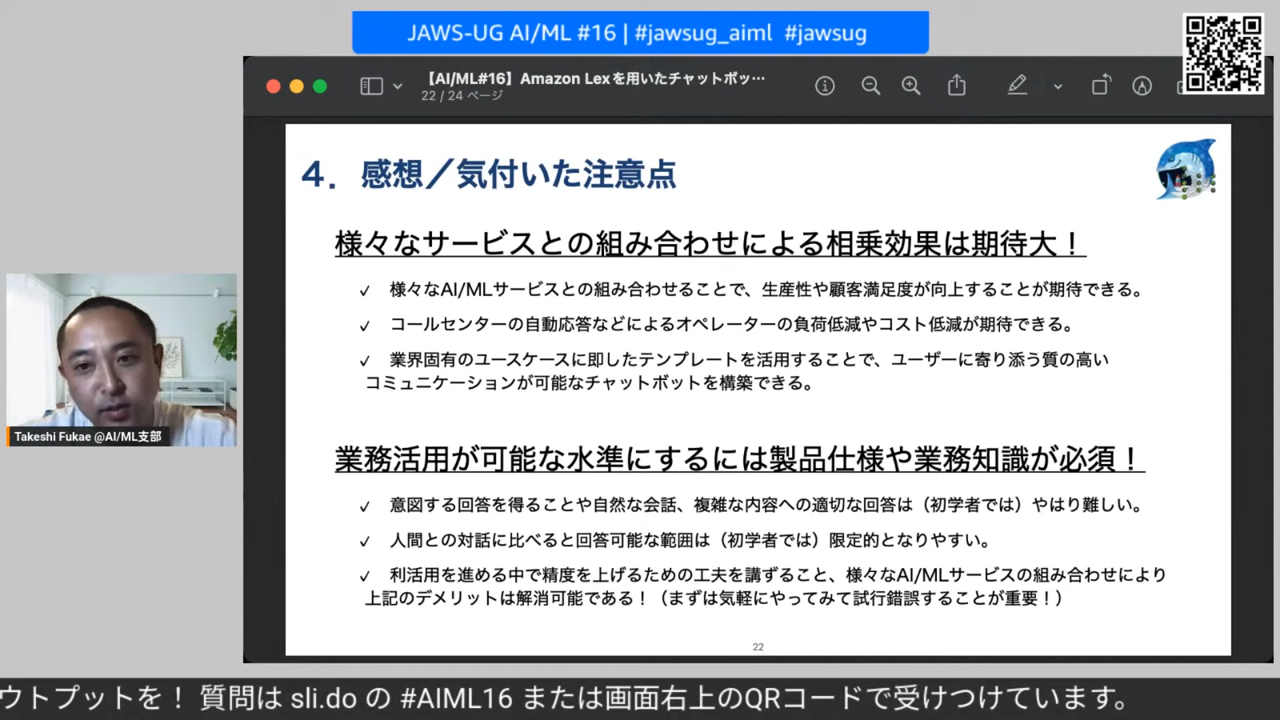 JAWS-UG AI/ML #16 | #jawsug_aiml #jawsug
【AI/ML#16】Amazon Lexを用いたチャットボッ…
22 / 24 ページ
4．感想／気付いた注意点
様々なサービスとの組み合わせによる相乗効果は期待大！
✓ 様々なAI/MLサービスとの組み合わせることで、生産性や顧客満足度が向上することが期待できる。
✓ コールセンターの自動応答などによるオペレーターの負荷低減やコスト低減が期待できる。
✓ 業界固有のユースケースに即したテンプレートを活用することで、ユーザーに寄り添う質の高い
コミュニケーションが可能なチャットボットを構築できる。
業務活用が可能な水準にするには製品仕様や業務知識が必須！
✓ 意図する回答を得ることや自然な会話、複雑な内容への適切な回答は（初学者では）やはり難しい。
✓ 人間との対話に比べると回答可能な範囲は（初学者では）限定的となりやすい。
✓ 利活用を進める中で精度を上げるための工夫を講ずること、様々なAI/MLサービスの組み合わせにより
上記のデメリットは解消可能である！（まずは気軽にやってみて試行錯誤することが重要！）
22
Takeshi Fukae @AI/ML支部
ウトプットを！ 質問は sli.do の #AIML16 または画面右上のQRコードで受けつけています。